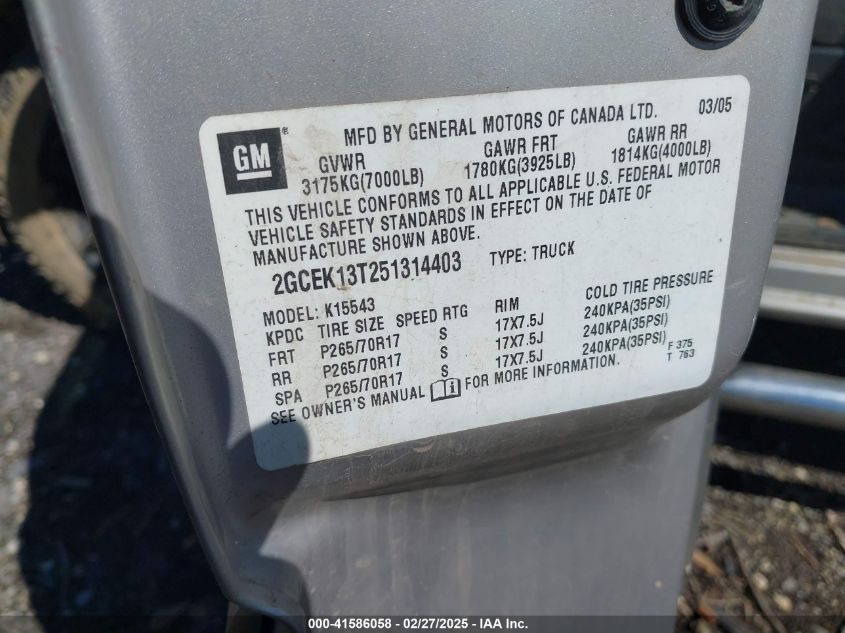 GM ® MFD BY GENERAL MOTORS OF CANADA LTD. 03/05
GVWR GAWR FRT GAWR RR
3175KG(7000LB) 1780KG(3925LB) 1814KG(4000LB)
THIS VEHICLE CONFORMS TO ALL APPLICABLE U.S. FEDERAL MOTOR
VEHICLE SAFETY STANDARDS IN EFFECT ON THE DATE OF
MANUFACTURE SHOWN ABOVE.
2GCEK13T251314403 TYPE: TRUCK
MODEL: K15543
KPDC TIRE SIZE SPEED RTG RIM COLD TIRE PRESSURE
FRT P265/70R17 S 17X7.5J 240KPA(35PSI)
RR P265/70R17 S 17X7.5J 240KPA(35PSI)
SPA P265/70R17 S 17X7.5J 240KPA(35PSI) F 375
T 763
SEE OWNER'S MANUAL FOR MORE INFORMATION.
000-41586058 - 02/27/2025 - IAA Inc.